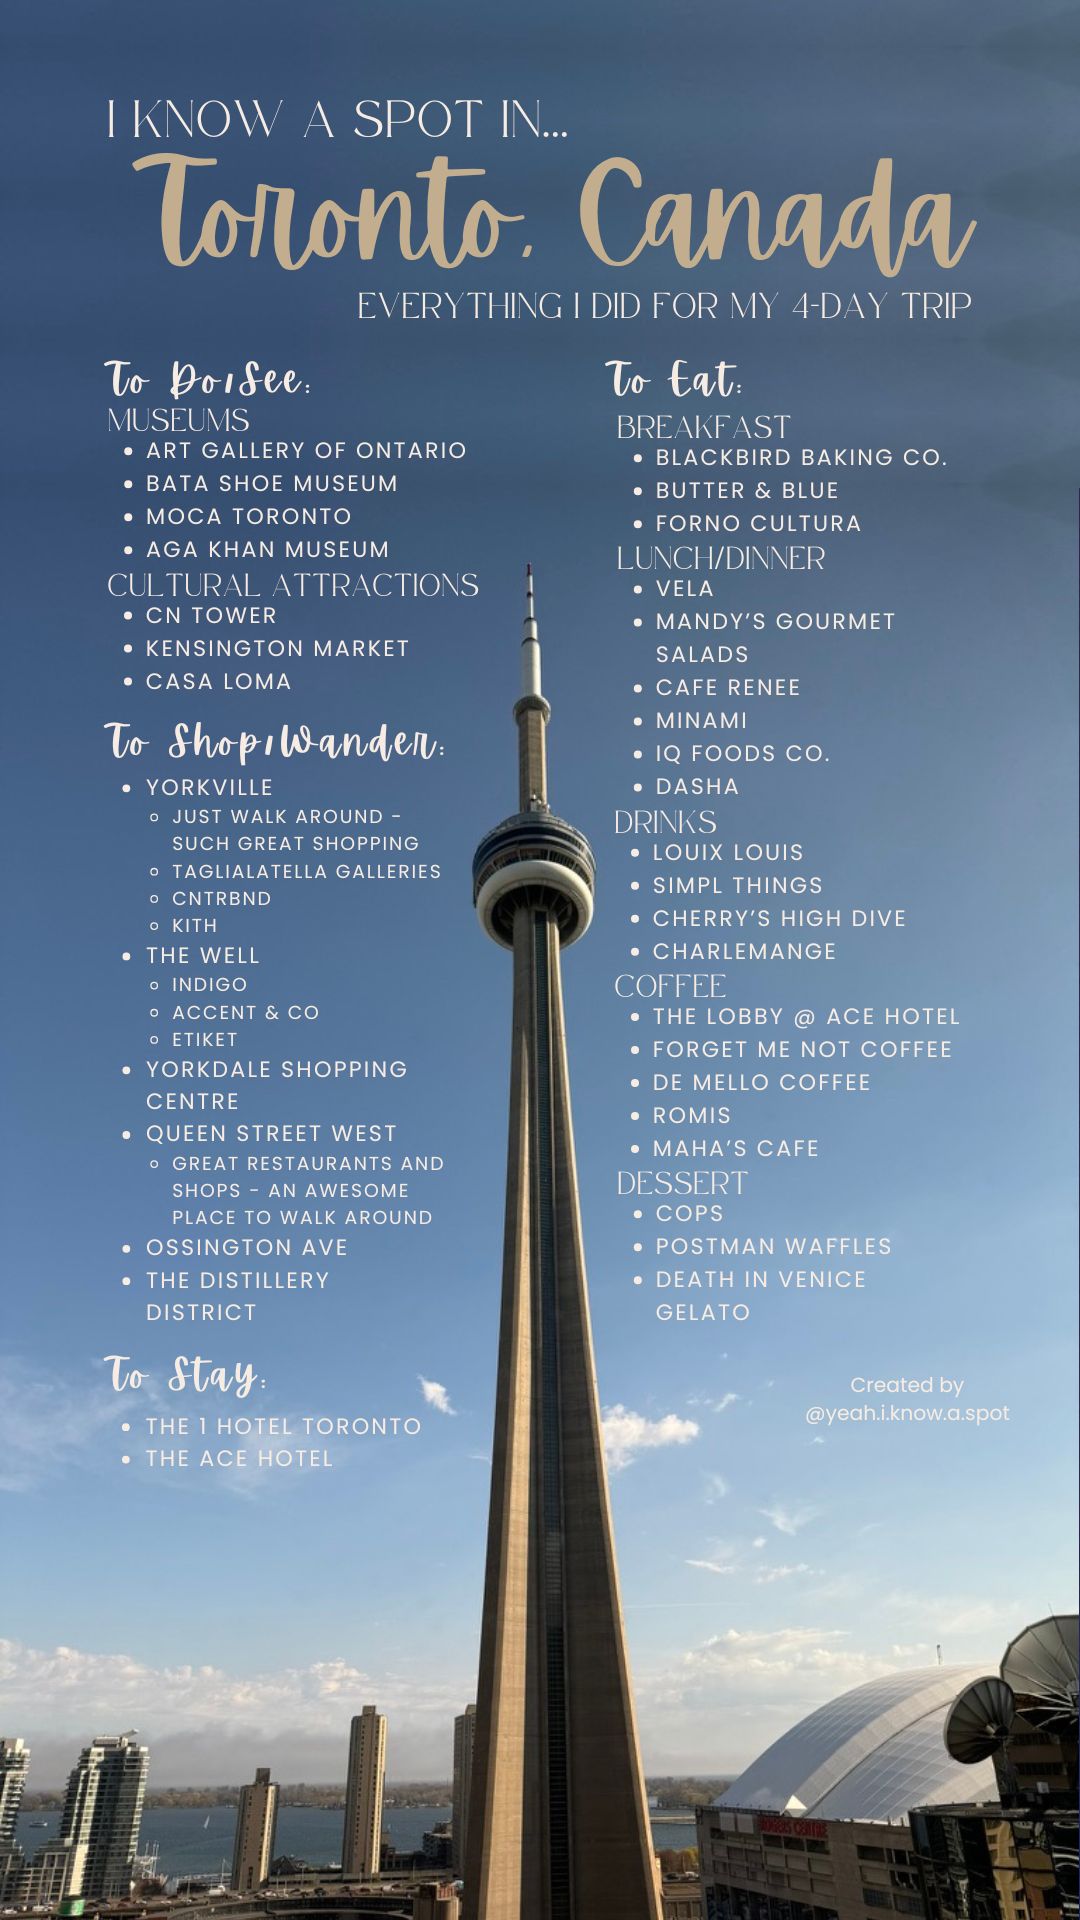 I KNOW A SPOT IN...
Toronto, Canada
EVERYTHING I DID FOR MY 4-DAY TRIP
To Do/See:
MUSEUMS
• ART GALLERY OF ONTARIO
• BATA SHOE MUSEUM
• MOCA TORONTO
• AGA KHAN MUSEUM
CULTURAL ATTRACTIONS
• CN TOWER
• KENSINGTON MARKET
• CASA LOMA
To Shop/Wander:
• YORKVILLE
◦ JUST WALK AROUND -
SUCH GREAT SHOPPING
◦ TAGLIALATELLA GALLERIES
◦ CNTRBND
◦ KITH
• THE WELL
◦ INDIGO
◦ ACCENT & CO
◦ ETIKET
• YORKDALE SHOPPING
CENTRE
• QUEEN STREET WEST
◦ GREAT RESTAURANTS AND
SHOPS - AN AWESOME
PLACE TO WALK AROUND
• OSSINGTON AVE
• THE DISTILLERY
DISTRICT
To Stay:
• THE 1 HOTEL TORONTO
• THE ACE HOTEL
To Eat:
BREAKFAST
• BLACKBIRD BAKING CO.
• BUTTER & BLUE
• FORNO CULTURA
LUNCH/DINNER
• VELA
• MANDY’S GOURMET
SALADS
• CAFE RENEE
• MINAMI
• IQ FOODS CO.
• DASHA
DRINKS
• LOUIX LOUIS
• SIMPL THINGS
• CHERRY’S HIGH DIVE
• CHARLEMANGE
COFFEE
• THE LOBBY @ ACE HOTEL
• FORGET ME NOT COFFEE
• DE MELLO COFFEE
• ROMIS
• MAHA’S CAFE
DESSERT
• COPS
• POSTMAN WAFFLES
• DEATH IN VENICE
GELATO
Created by
@yeah.i.know.a.spot
ROGERS CENTRE